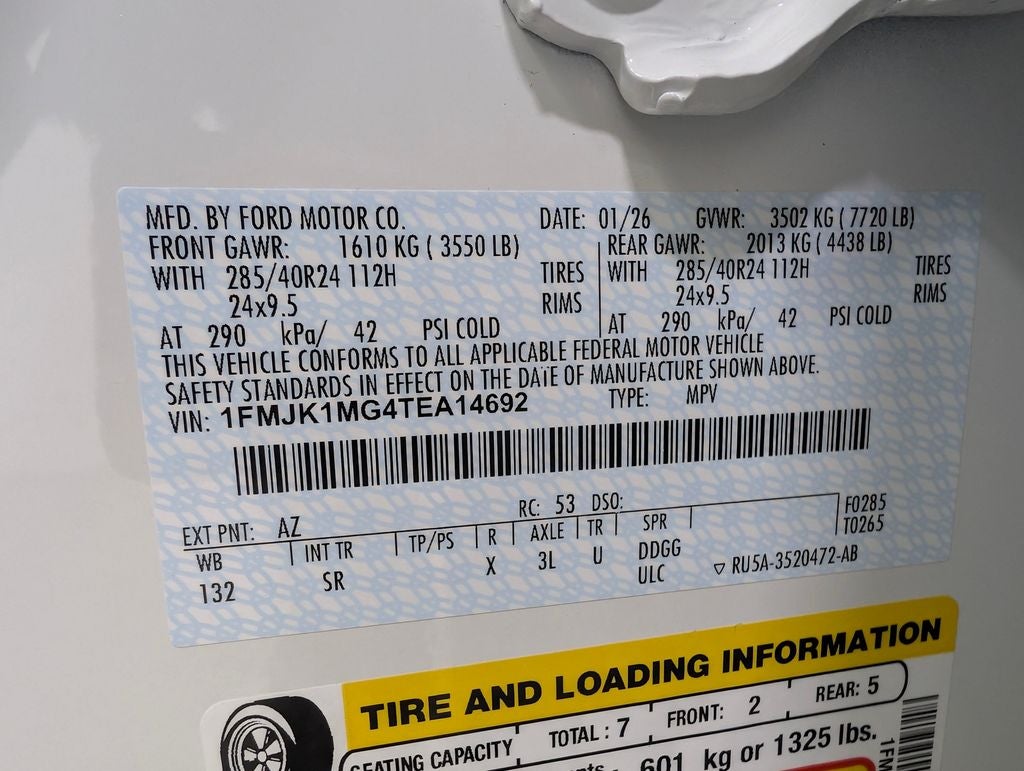 MFD. BY FORD MOTOR CO. DATE: 01/26 GVWR: 3502 KG ( 7720 LB)
FRONT GAWR: 1610 KG ( 3550 LB) REAR GAWR: 2013 KG ( 4438 LB)
WITH 285/40R24 112H TIRES WITH 285/40R24 112H TIRES
24x9.5 RIMS 24x9.5 RIMS
AT 290 kPa/ 42 PSI COLD AT 290 kPa/ 42 PSI COLD
THIS VEHICLE CONFORMS TO ALL APPLICABLE FEDERAL MOTOR VEHICLE
SAFETY STANDARDS IN EFFECT ON THE DATE OF MANUFACTURE SHOWN ABOVE.
VIN: 1FMJK1MG4TEA14692 TYPE: MPV
EXT PNT: AZ RC: 53 DSO: F0285
WB INT TR TP/PS R AXLE TR SPR T0265
132 SR X 3L U DDGG
ULC RU5A-3520472-AB
TIRE AND LOADING INFORMATION
SEATING CAPACITY TOTAL : 7 FRONT: 2 REAR: 5
601 kg or 1325 lbs.
1FM